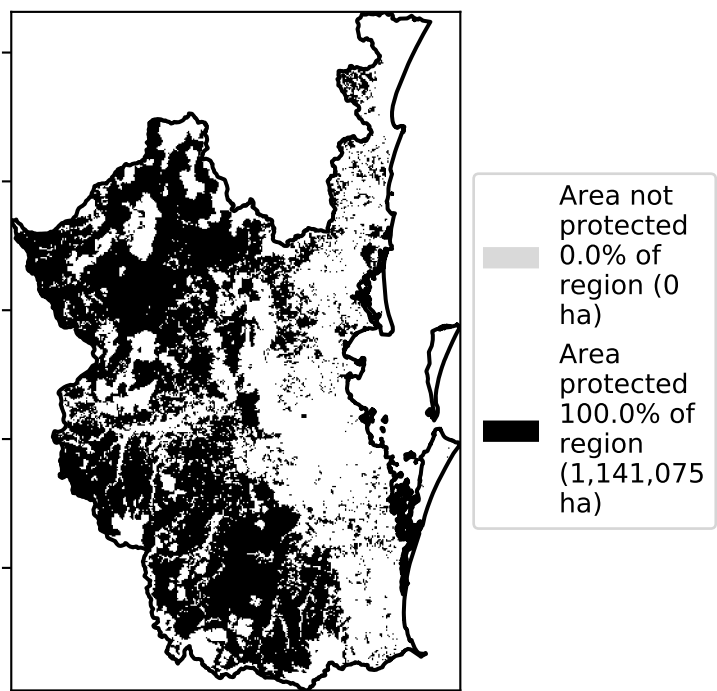 Area not
protected
0.0% of
region (0
ha)
Area
protected
100.0% of
region
(1,141,075
ha)